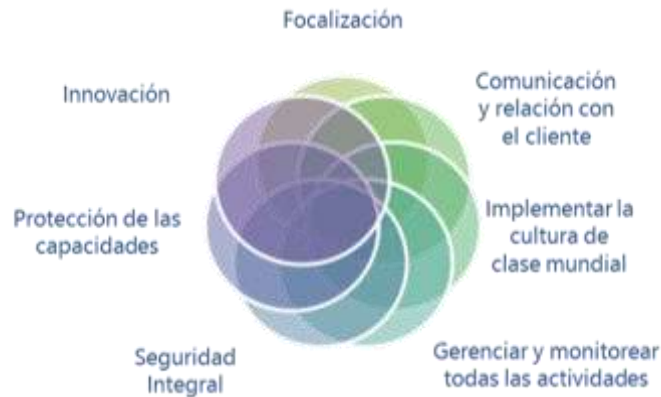 Focalización
Comunicación
y relación con
el cliente
Implementar la
cultura de
clase mundial
Gerenciar y monitorear
todas las actividades
Seguridad
Integral
Protección de las
capacidades
Innovación